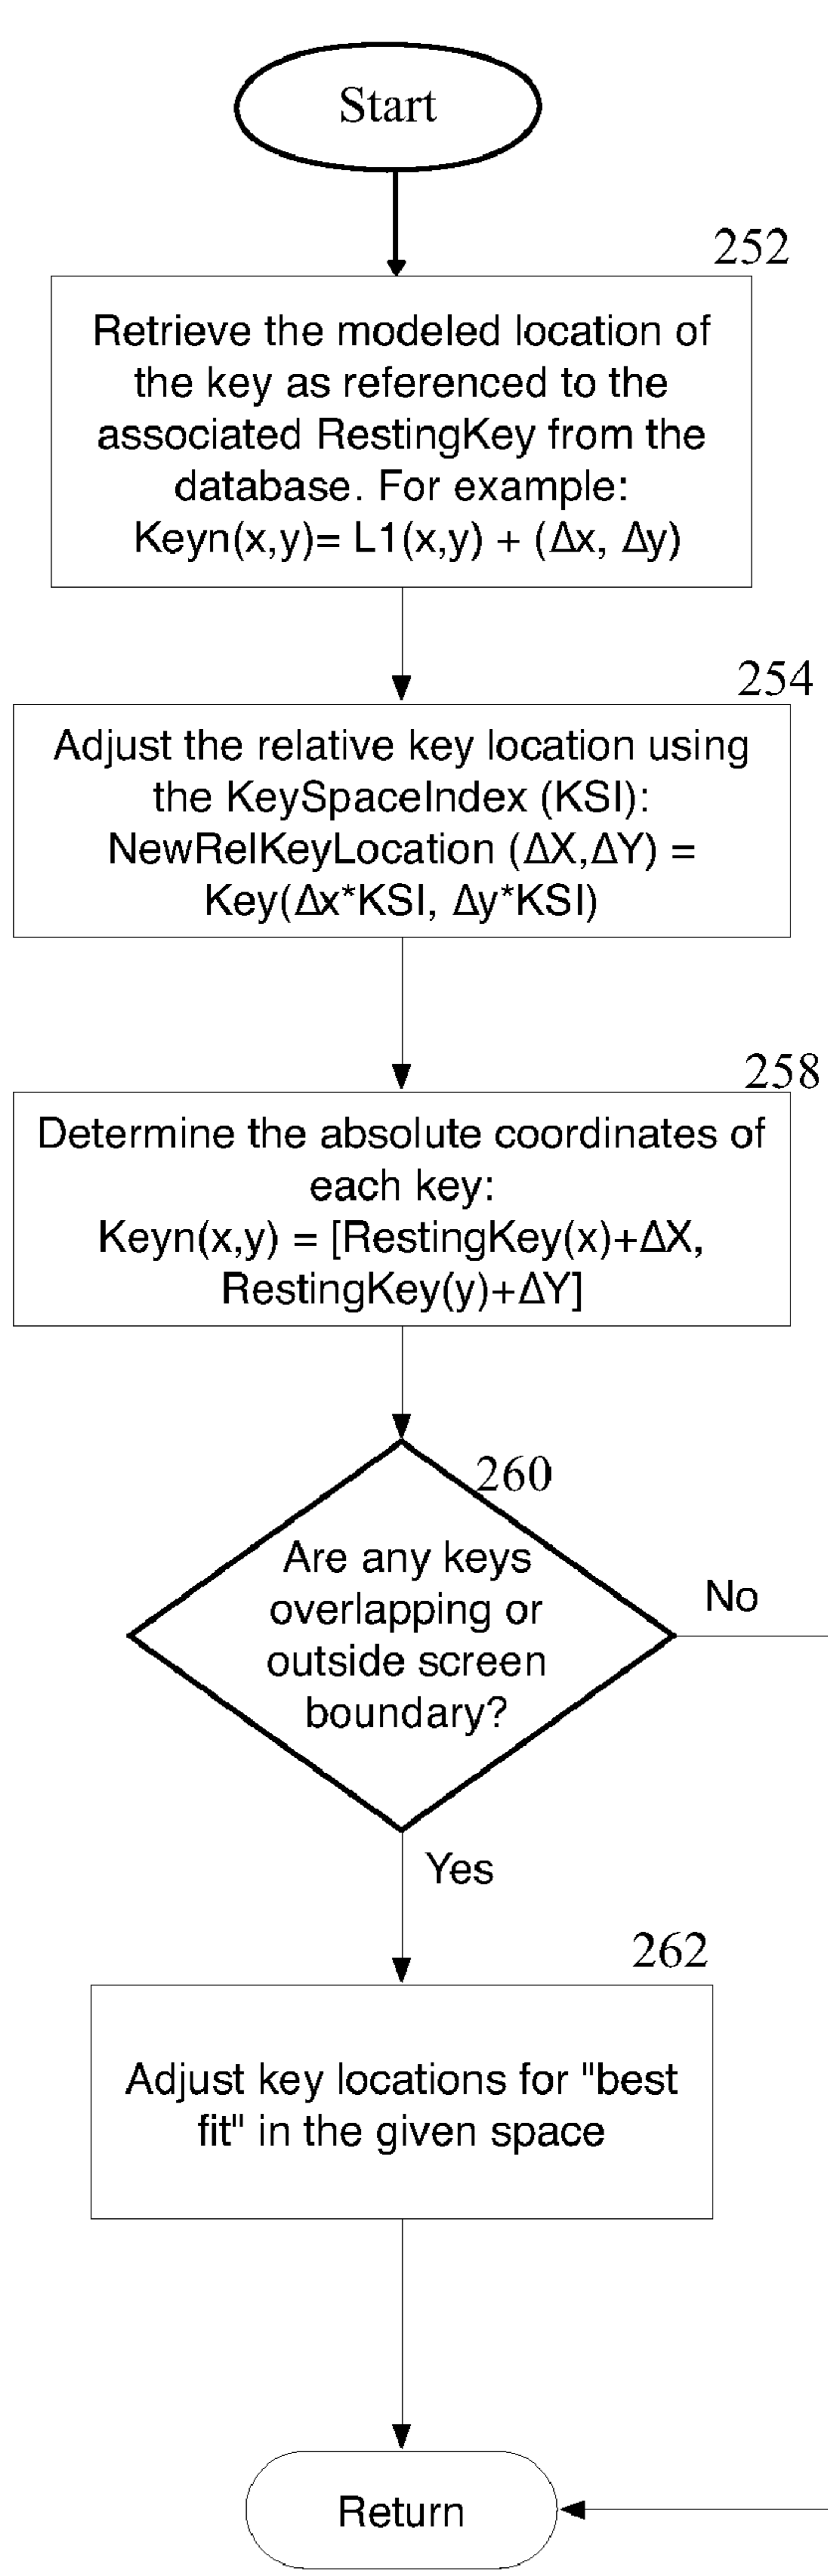 Start
252
Retrieve the modeled location of
the key as referenced to the
associated RestingKey from the
database. For example:
Keyn(x,y)= L1(x,y) + (Δx, Δy)
254
Adjust the relative key location using
the KeySpaceIndex (KSI):
NewRelKeyLocation (ΔX,ΔY) =
Key(Δx*KSI, Δy*KSI)
258
Determine the absolute coordinates of
each key:
Keyn(x,y) = [RestingKey(x)+ΔX,
RestingKey(y)+ΔY]
260
Are any keys
overlapping or
outside screen
boundary?
No
Yes
262
Adjust key locations for "best
fit" in the given space
Return